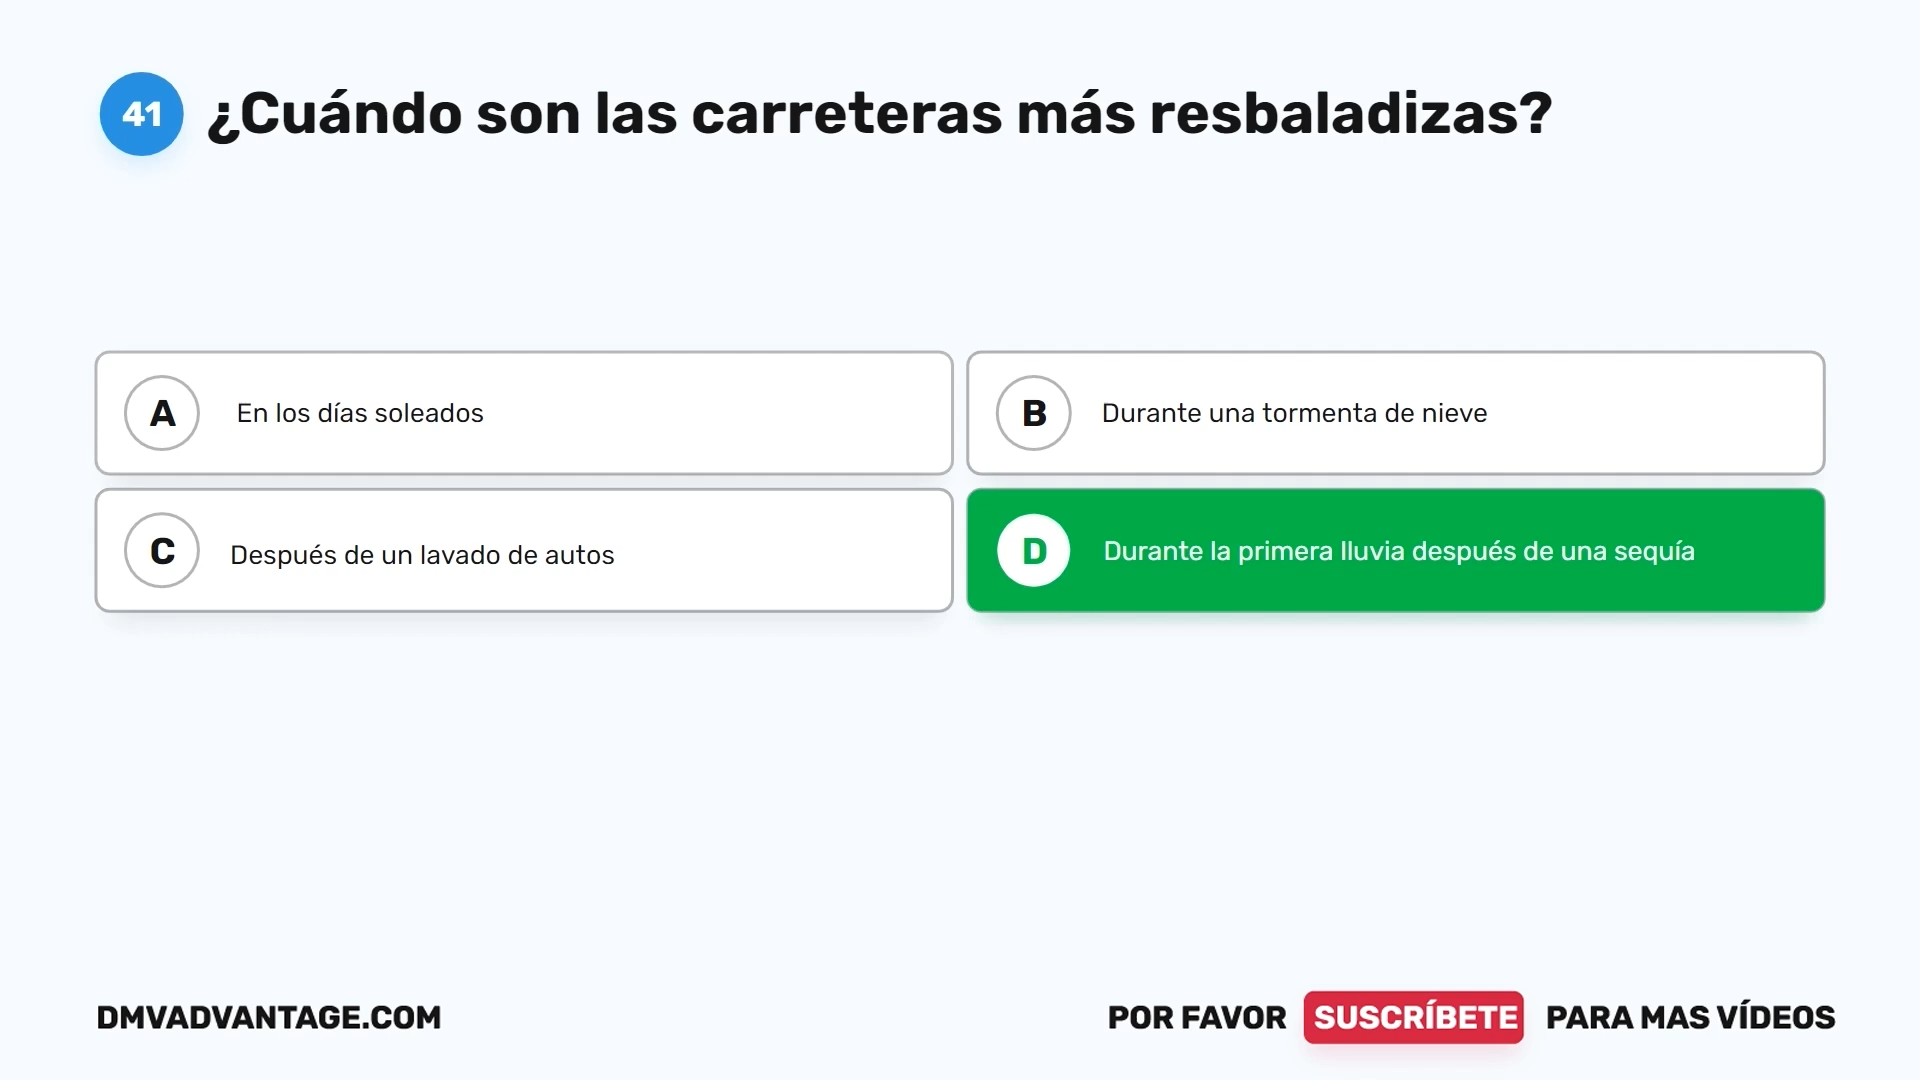 41 ¿Cuándo son las carreteras más resbaladizas?
A En los días soleados
B Durante una tormenta de nieve
C Después de un lavado de autos
D Durante la primera lluvia después de una sequía
DMVADVANTAGE.COM
POR FAVOR SUSCRÍBETE PARA MAS VÍDEOS